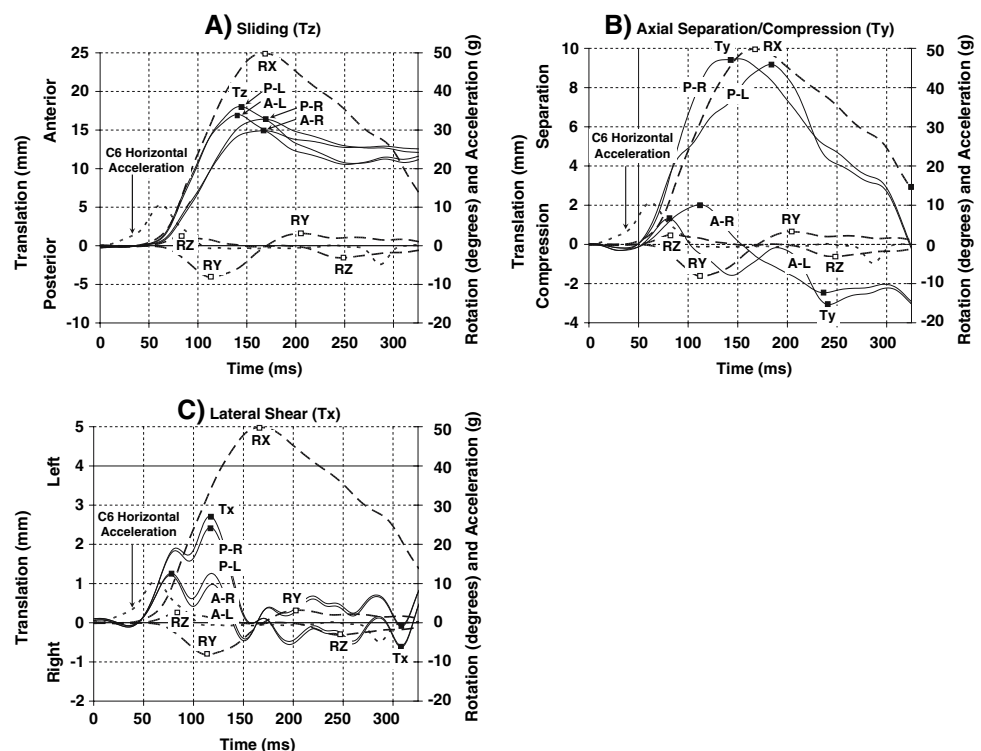 A) Sliding (Tz)
25
20
15
10
5
0
-5
-10
Anterior
Posterior
Translation (mm)
50
40
30
20
10
0
-10
-20
Rotation (degrees) and Acceleration (g)
RX
Tz
P-L
A-L
P-R
A-R
C6 Horizontal
Acceleration
RZ
RY
RY
RZ
0 50 100 150 200 250 300
Time (ms)
B) Axial Separation/Compression (Ty)
10
8
6
4
2
0
-2
-4
Separation
Compression
Translation (mm)
50
40
30
20
10
0
-10
-20
Rotation (degrees) and Acceleration (g)
Ty
RX
P-R
P-L
C6 Horizontal
Acceleration
A-R
RY
RZ
RY
A-L
RZ
Ty
0 50 100 150 200 250 300
Time (ms)
C) Lateral Shear (Tx)
5
4
3
2
1
0
-1
-2
Left
Right
Translation (mm)
50
40
30
20
10
0
-10
-20
Rotation (degrees) and Acceleration (g)
RX
Tx
C6 Horizontal
Acceleration
P-R
P-L
A-R
A-L
RY
RZ
RY
RZ
Tx
0 50 100 150 200 250 300
Time (ms)